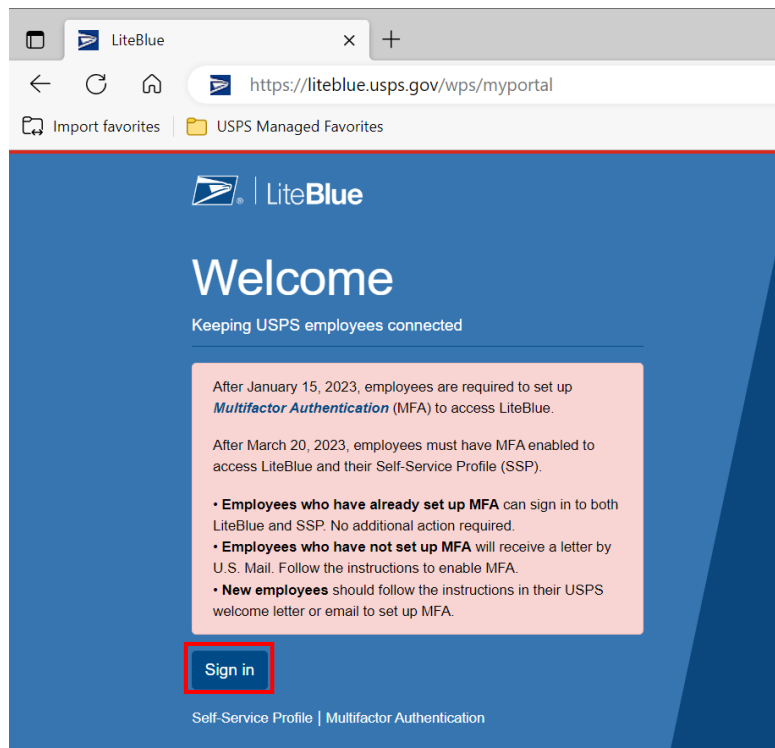 LiteBlue
https://liteblue.usps.gov/wps/myportal
Import favorites
USPS Managed Favorites
® LiteBlue
Welcome
Keeping USPS employees connected
After January 15, 2023, employees are required to set up
Multifactor Authentication (MFA) to access LiteBlue.
After March 20, 2023, employees must have MFA enabled to
access LiteBlue and their Self-Service Profile (SSP).
• Employees who have already set up MFA can sign in to both
LiteBlue and SSP. No additional action required.
• Employees who have not set up MFA will receive a letter by
U.S. Mail. Follow the instructions to enable MFA.
• New employees should follow the instructions in their USPS
welcome letter or email to set up MFA.
Sign in
Self-Service Profile | Multifactor Authentication